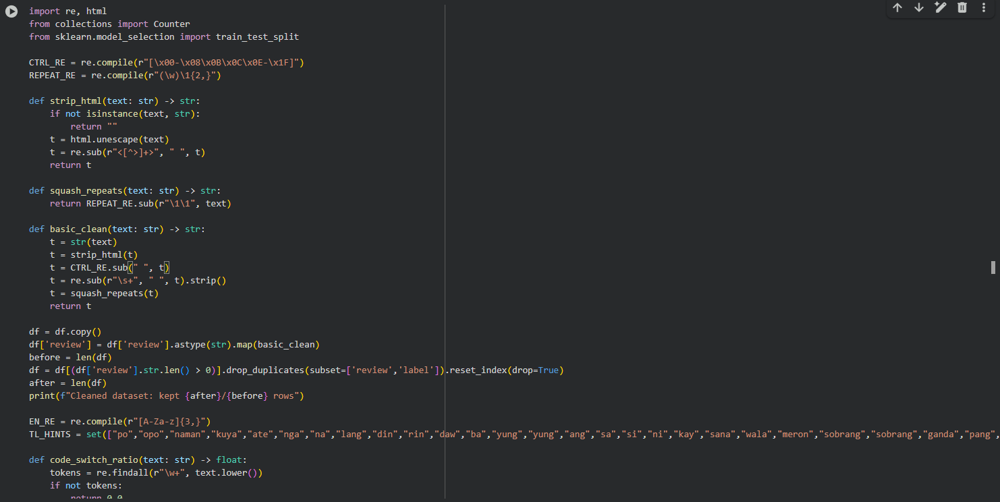 import re, html
from collections import Counter
from sklearn.model_selection import train_test_split

CTRL_RE = re.compile(r"[\x00-\x08\x0B\x0C\x0E-\x1F]")
REPEAT_RE = re.compile(r"(\w)\1{2,}")

def strip_html(text: str) -> str:
    if not isinstance(text, str):
        return ""
    t = html.unescape(text)
    t = re.sub(r"<[^>]+>", " ", t)
    return t

def squash_repeats(text: str) -> str:
    return REPEAT_RE.sub(r"\1\1", text)

def basic_clean(text: str) -> str:
    t = str(text)
    t = strip_html(t)
    t = CTRL_RE.sub(" ", t)
    t = re.sub(r"\s+", " ", t).strip()
    t = squash_repeats(t)
    return t

df = df.copy()
df['review'] = df['review'].astype(str).map(basic_clean)
before = len(df)
df = df[(df['review'].str.len() > 0)].drop_duplicates(subset=['review','label']).reset_index(drop=True)
after = len(df)
print(f"Cleaned dataset: kept {after}/{before} rows")

EN_RE = re.compile(r"[A-Za-z]{3,}")
TL_HINTS = set(["po","opo","naman","kuya","ate","nga","na","lang","din","rin","daw","ba","yung","yung","ang","sa","si","ni","kay","sana","wala","meron","sobrang","sobrang","ganda","pang",

def code_switch_ratio(text: str) -> float:
    tokens = re.findall(r"\w+", text.lower())
    if not tokens:
        return 0.0